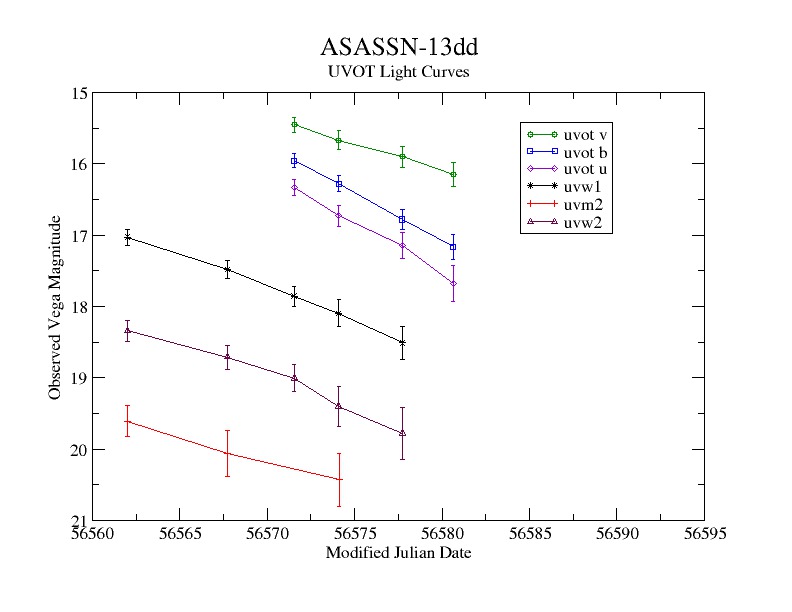 ASASSN-13dd
UVOT Light Curves
15
16
17
18
19
20
21
Observed Vega Magnitude
uvot v
uvot b
uvot u
uvw1
uvm2
uvw2
56560 56565 56570 56575 56580 56585 56590 56595
Modified Julian Date